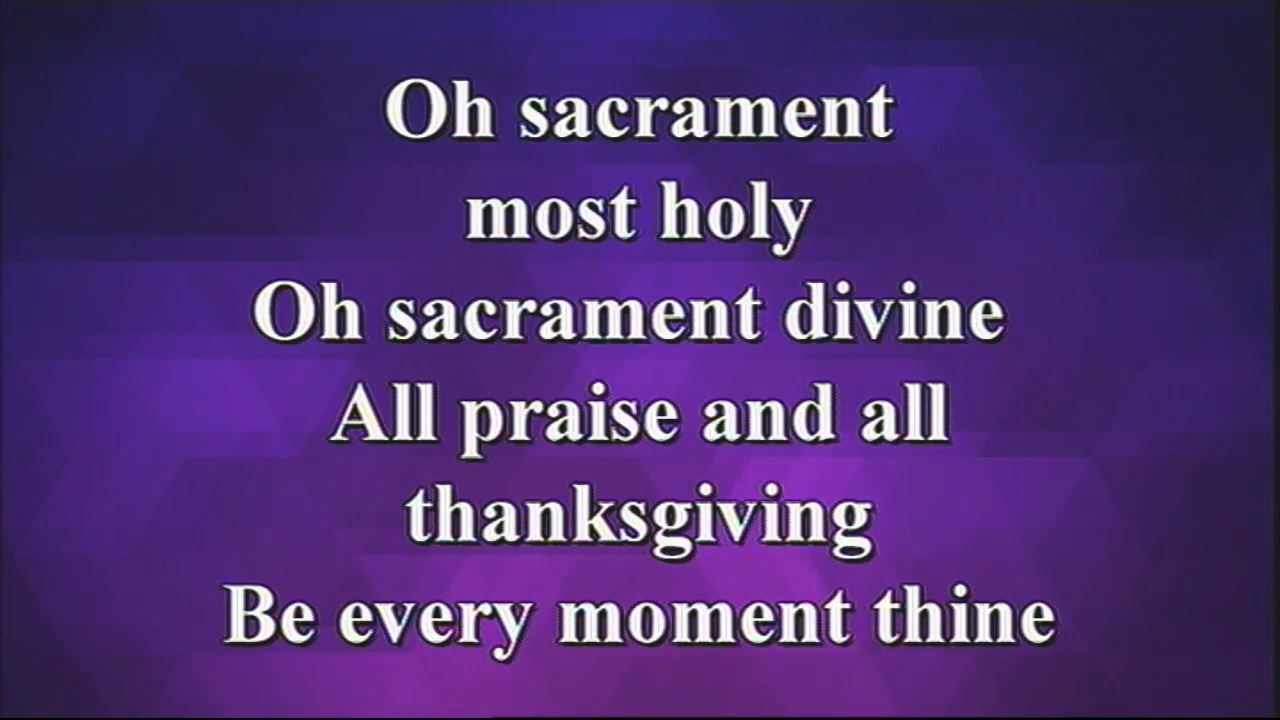 Oh sacrament
most holy
Oh sacrament divine
All praise and all
thanksgiving
Be every moment thine